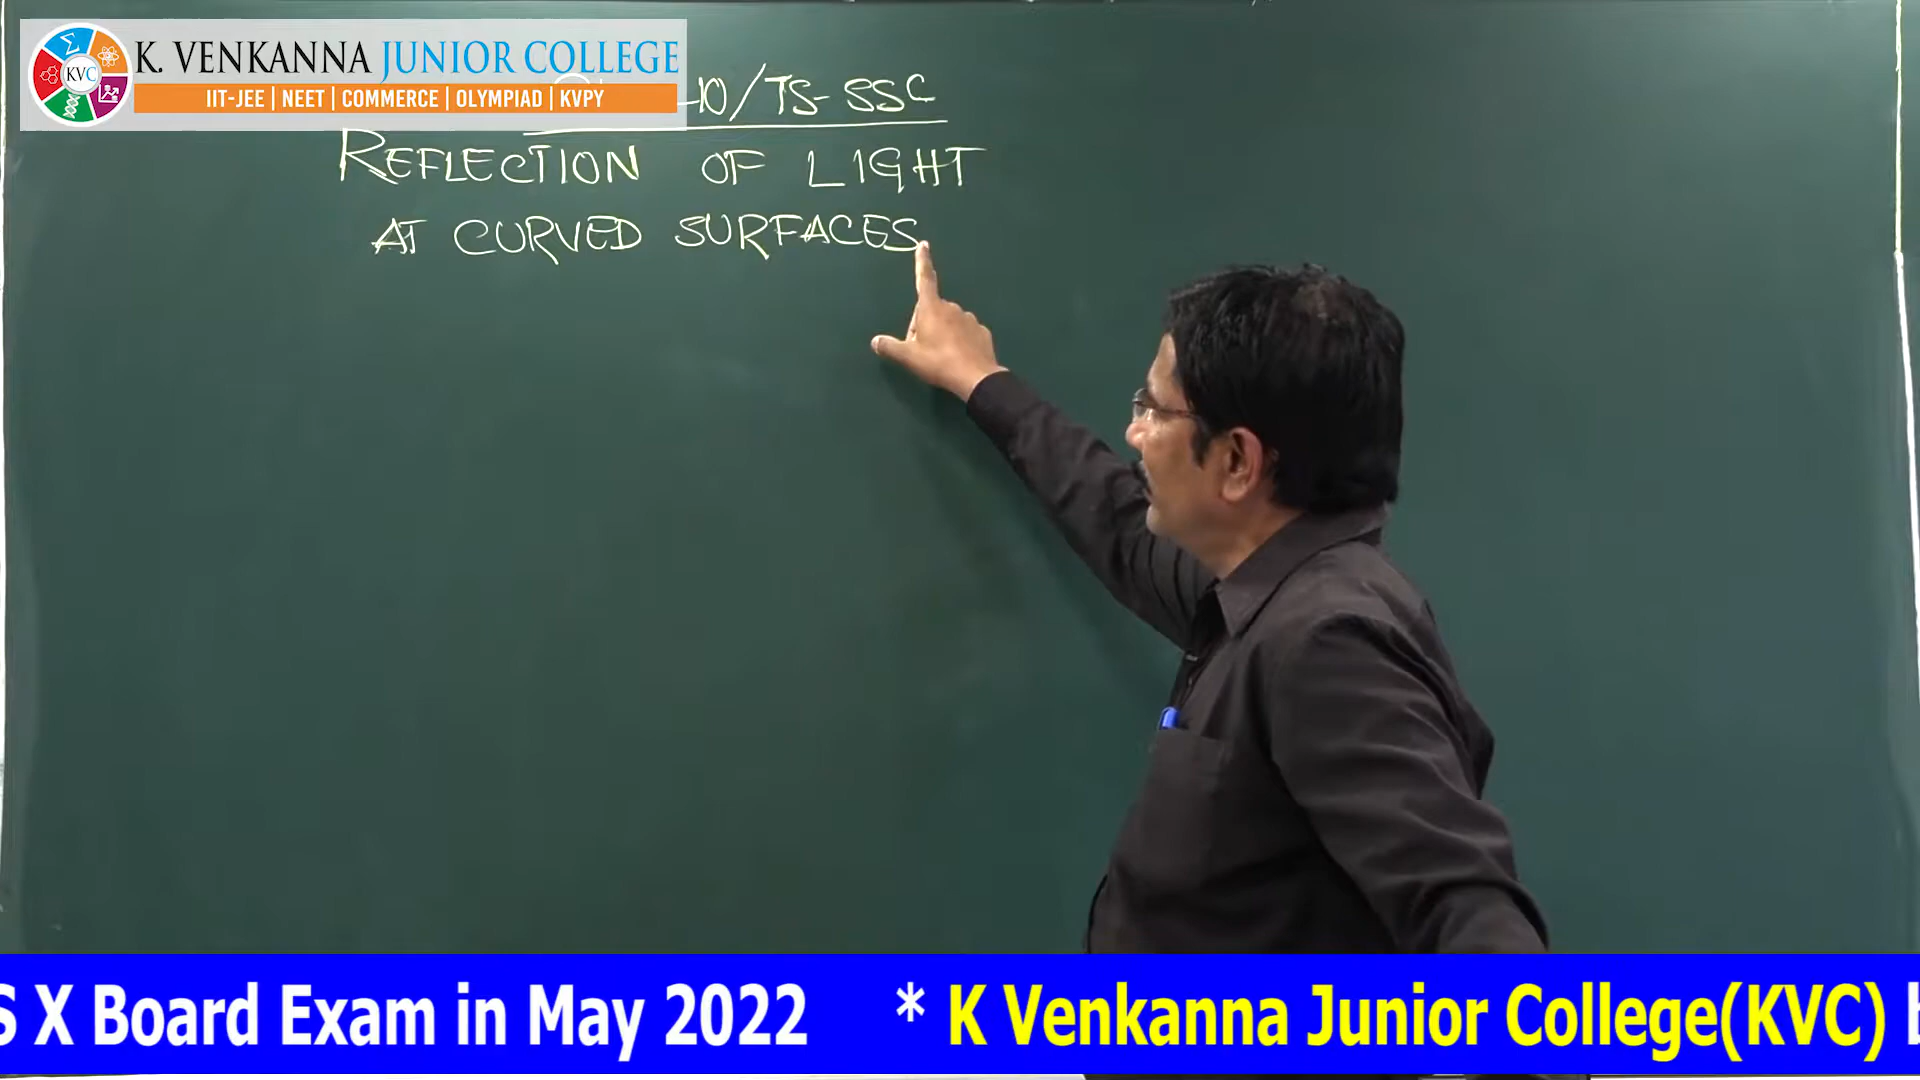 KVC
K. VENKANNA JUNIOR COLLEGE
IIT-JEE | NEET | COMMERCE | OLYMPIAD | KVPY
-10/TS-SSC
REFLECTION OF LIGHT
AT CURVED SURFACES
X Board Exam in May 2022 * K Venkanna Junior College(KVC)